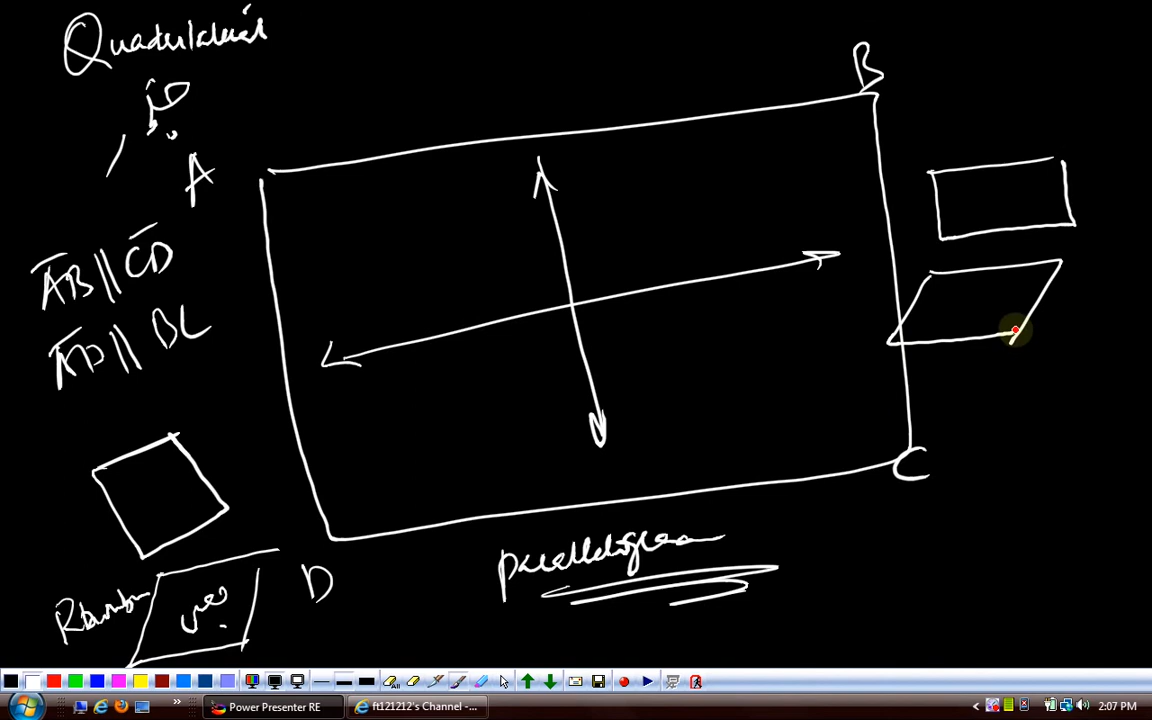 Quadrilateral
A
B
AB || CD
AD || BC
C
parallelogram
D
Rhombus
Power Presenter RE
ft121212's Channel -...
2:07 PM